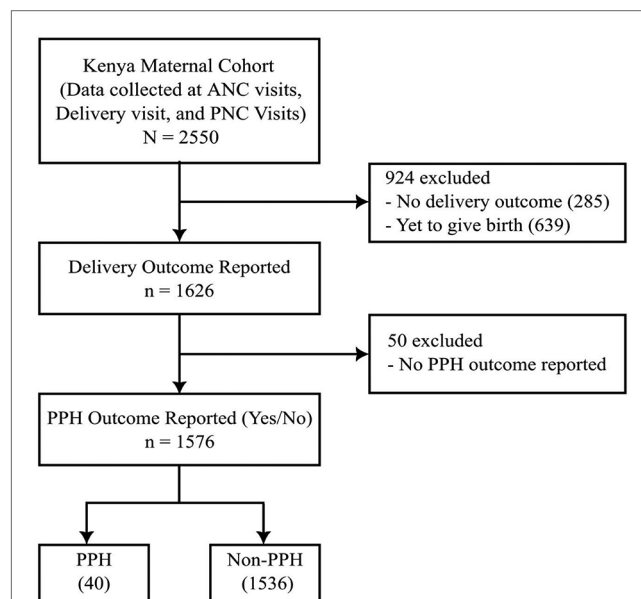 Kenya Maternal Cohort
(Data collected at ANC visits,
Delivery visit, and PNC Visits)
N = 2550
924 excluded
- No delivery outcome (285)
- Yet to give birth (639)
Delivery Outcome Reported
n = 1626
50 excluded
- No PPH outcome reported
PPH Outcome Reported (Yes/No)
n = 1576
PPH
(40)
Non-PPH
(1536)